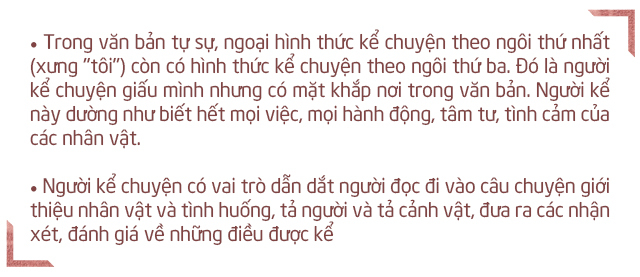 • Trong văn bản tự sự, ngoại hình thức kể chuyện theo ngôi thứ nhất
(xưng "tôi") còn có hình thức kể chuyện theo ngôi thứ ba. Đó là người
kể chuyện giấu mình nhưng có mặt khắp nơi trong văn bản. Người kể
này dường như biết hết mọi việc, mọi hành động, tâm tư, tình cảm của
các nhân vật.
• Người kể chuyện có vai trò dẫn dắt người đọc đi vào câu chuyện giới
thiệu nhân vật và tình huống, tả người và tả cảnh vật, đưa ra các nhận
xét, đánh giá về những điều được kể